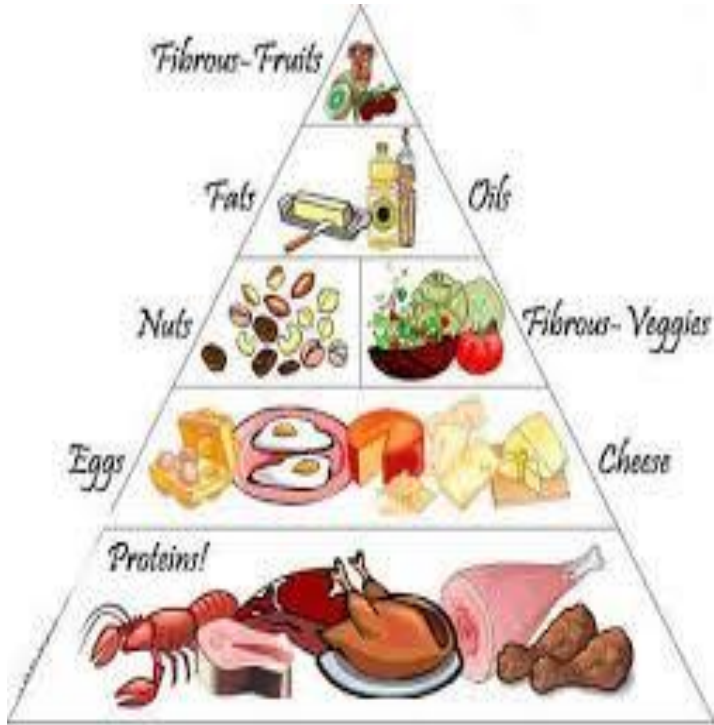 Fibrous-Fruits
Fats
Oils
Nuts
Fibrous-Veggies
Eggs
Cheese
Proteins!